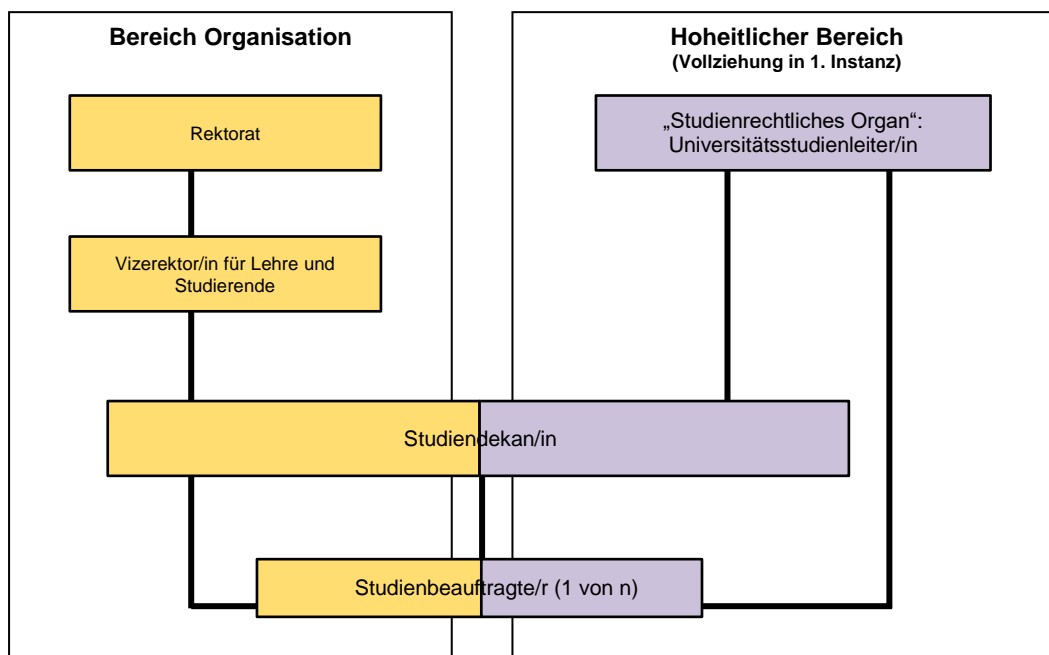 Bereich Organisation
Hoheitlicher Bereich
(Vollziehung in 1. Instanz)
Rektorat
„Studienrechtliches Organ“:
Universitätsstudienleiter/in
Vizerektor/in für Lehre und
Studierende
Studiendekan/in
Studienbeauftragte/r (1 von n)